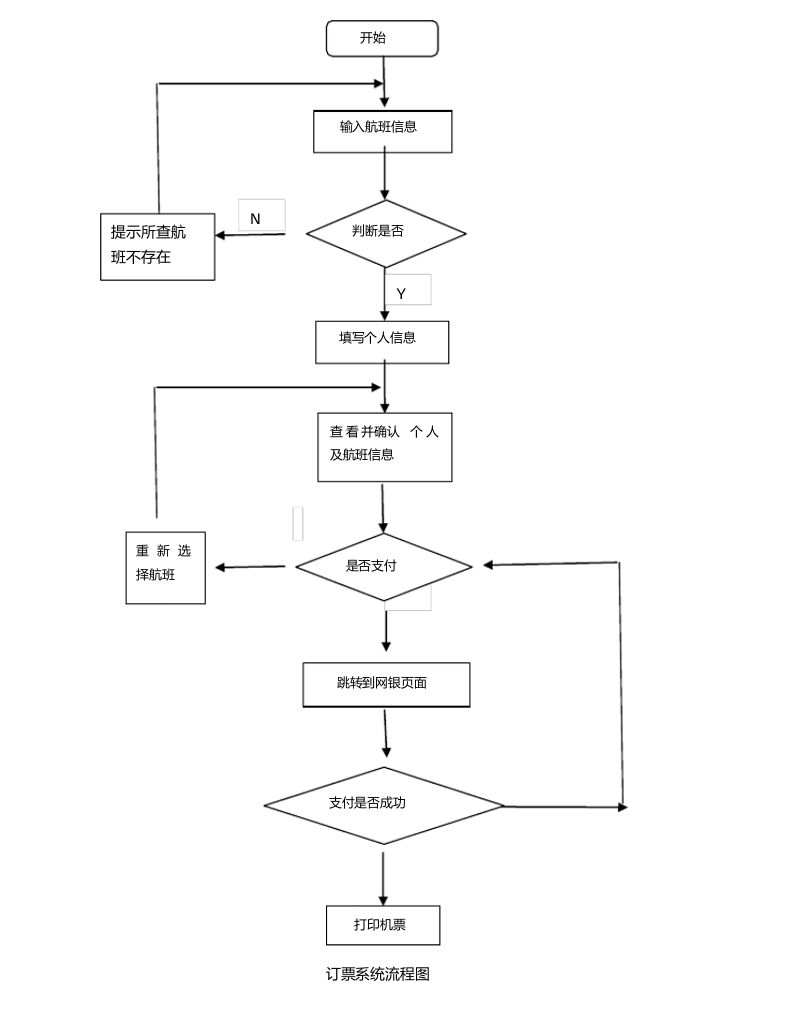 开始
输入航班信息
判断是否
N
提示所查航
班不存在
Y
填写个人信息
查看并确认 个人
及航班信息
是否支付
重新选
择航班
跳转到网银页面
支付是否成功
打印机票
订票系统流程图